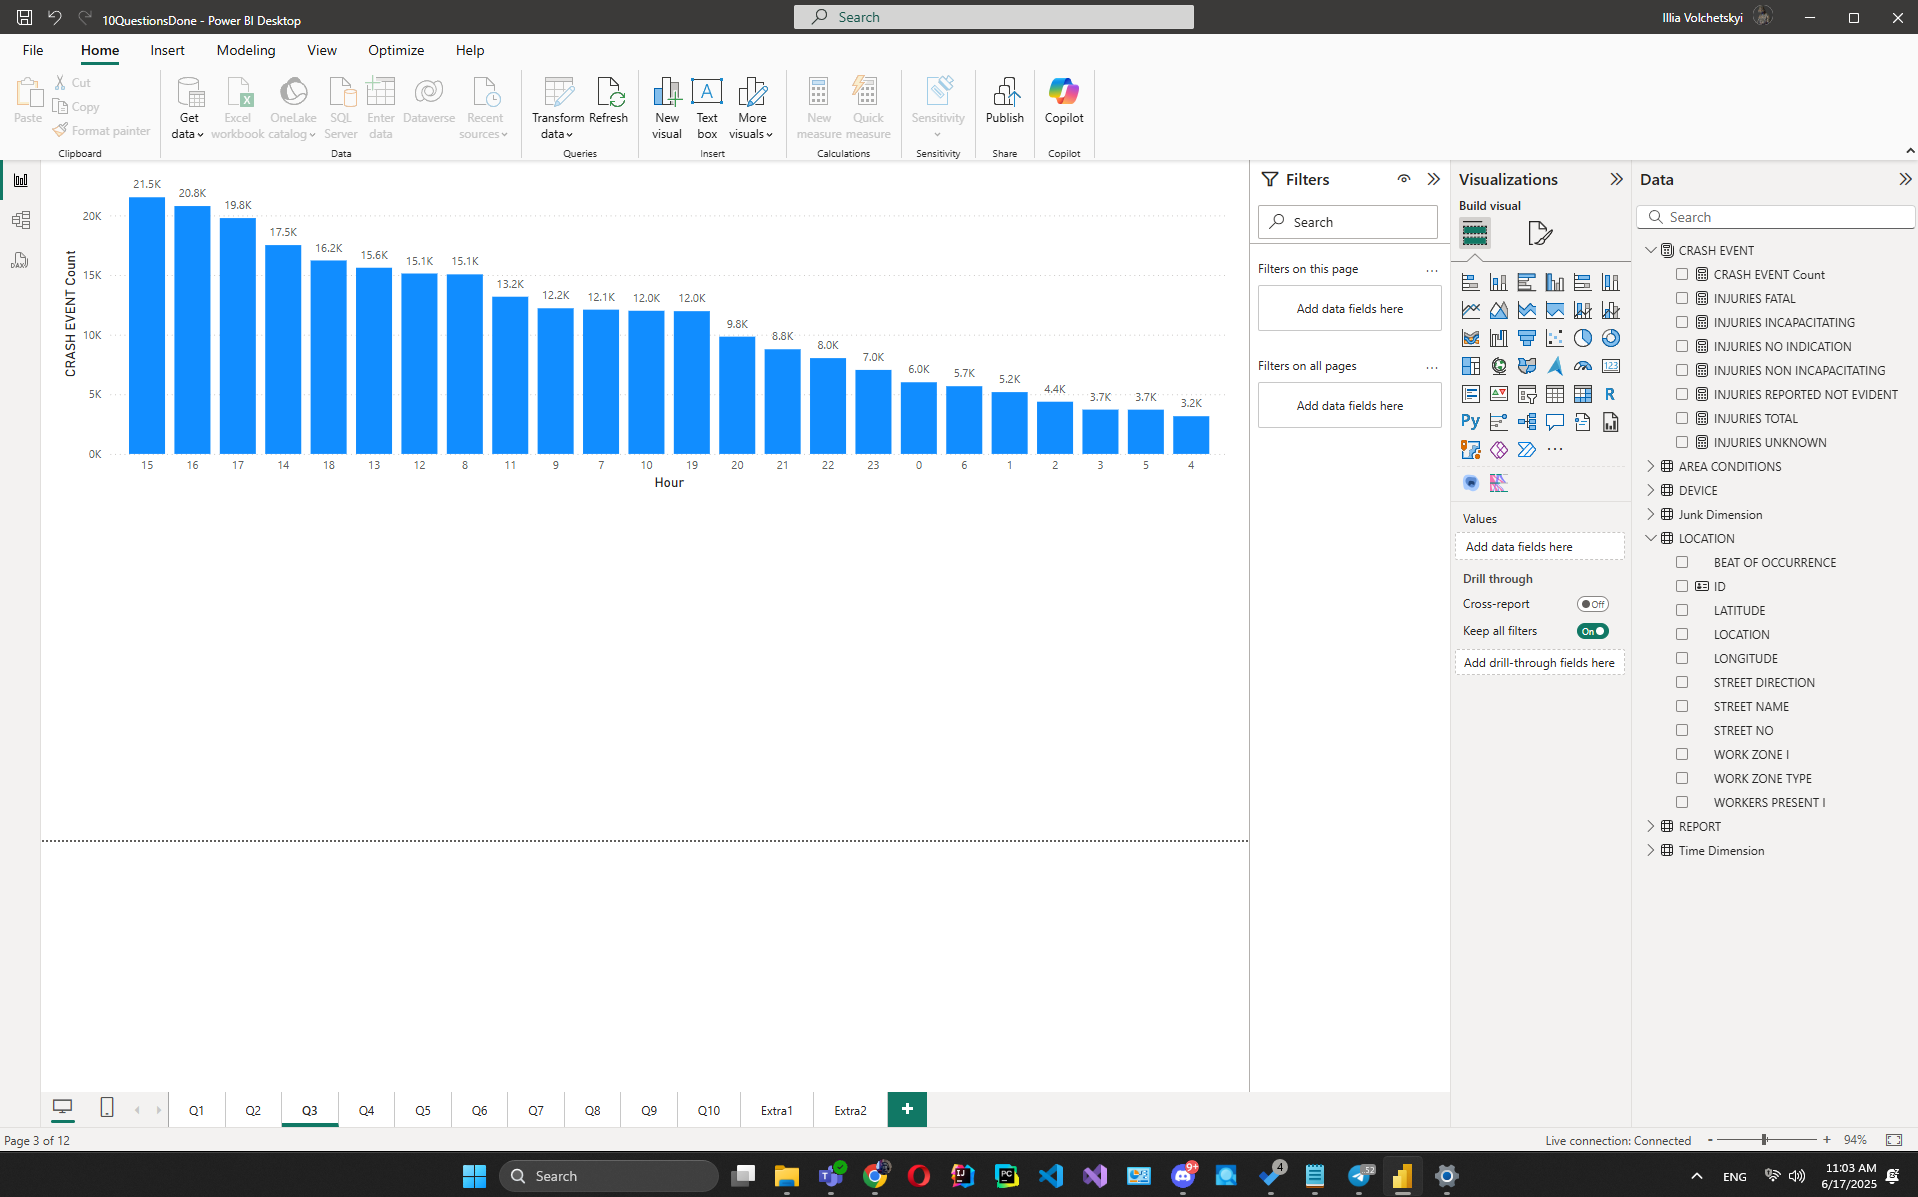 10QuestionsDone - Power BI Desktop
Search
Illia Volchetskyi
File Home Insert Modeling View Optimize Help
Paste
Cut
Copy
Format painter
Clipboard
Get data
Excel workbook
OneLake catalog
SQL Server
Enter data
Dataverse
Recent sources
Data
Transform data
Refresh
Queries
New visual
Text box
More visuals
Insert
New measure
Quick measure
Calculations
Sensitivity
Sensitivity
Publish
Share
Copilot
Copilot
CRASH EVENT Count
20K
15K
10K
5K
0K
21.5K 20.8K 19.8K 17.5K 16.2K 15.6K 15.1K 15.1K 13.2K 12.2K 12.1K 12.0K 12.0K 9.8K 8.8K 8.0K 7.0K 6.0K 5.7K 5.2K 4.4K 3.7K 3.7K 3.2K
15 16 17 14 18 13 12 8 11 9 7 10 19 20 21 22 23 0 6 1 2 3 5 4
Hour
Filters
Search
Filters on this page
Add data fields here
Filters on all pages
Add data fields here
Visualizations
Build visual
123
R
Py
Values
Add data fields here
Drill through
Cross-report Off
Keep all filters On
Add drill-through fields here
Data
Search
CRASH EVENT
CRASH EVENT Count
INJURIES FATAL
INJURIES INCAPACITATING
INJURIES NO INDICATION
INJURIES NON INCAPACITATING
INJURIES REPORTED NOT EVIDENT
INJURIES TOTAL
INJURIES UNKNOWN
AREA CONDITIONS
DEVICE
Junk Dimension
LOCATION
BEAT OF OCCURRENCE
ID
LATITUDE
LOCATION
LONGITUDE
STREET DIRECTION
STREET NAME
STREET NO
WORK ZONE I
WORK ZONE TYPE
WORKERS PRESENT I
REPORT
Time Dimension
Q1 Q2 Q3 Q4 Q5 Q6 Q7 Q8 Q9 Q10 Extra1 Extra2 +
Page 3 of 12
Live connection: Connected - + 94%
Search
9+
4
52
ENG
11:03 AM
6/17/2025